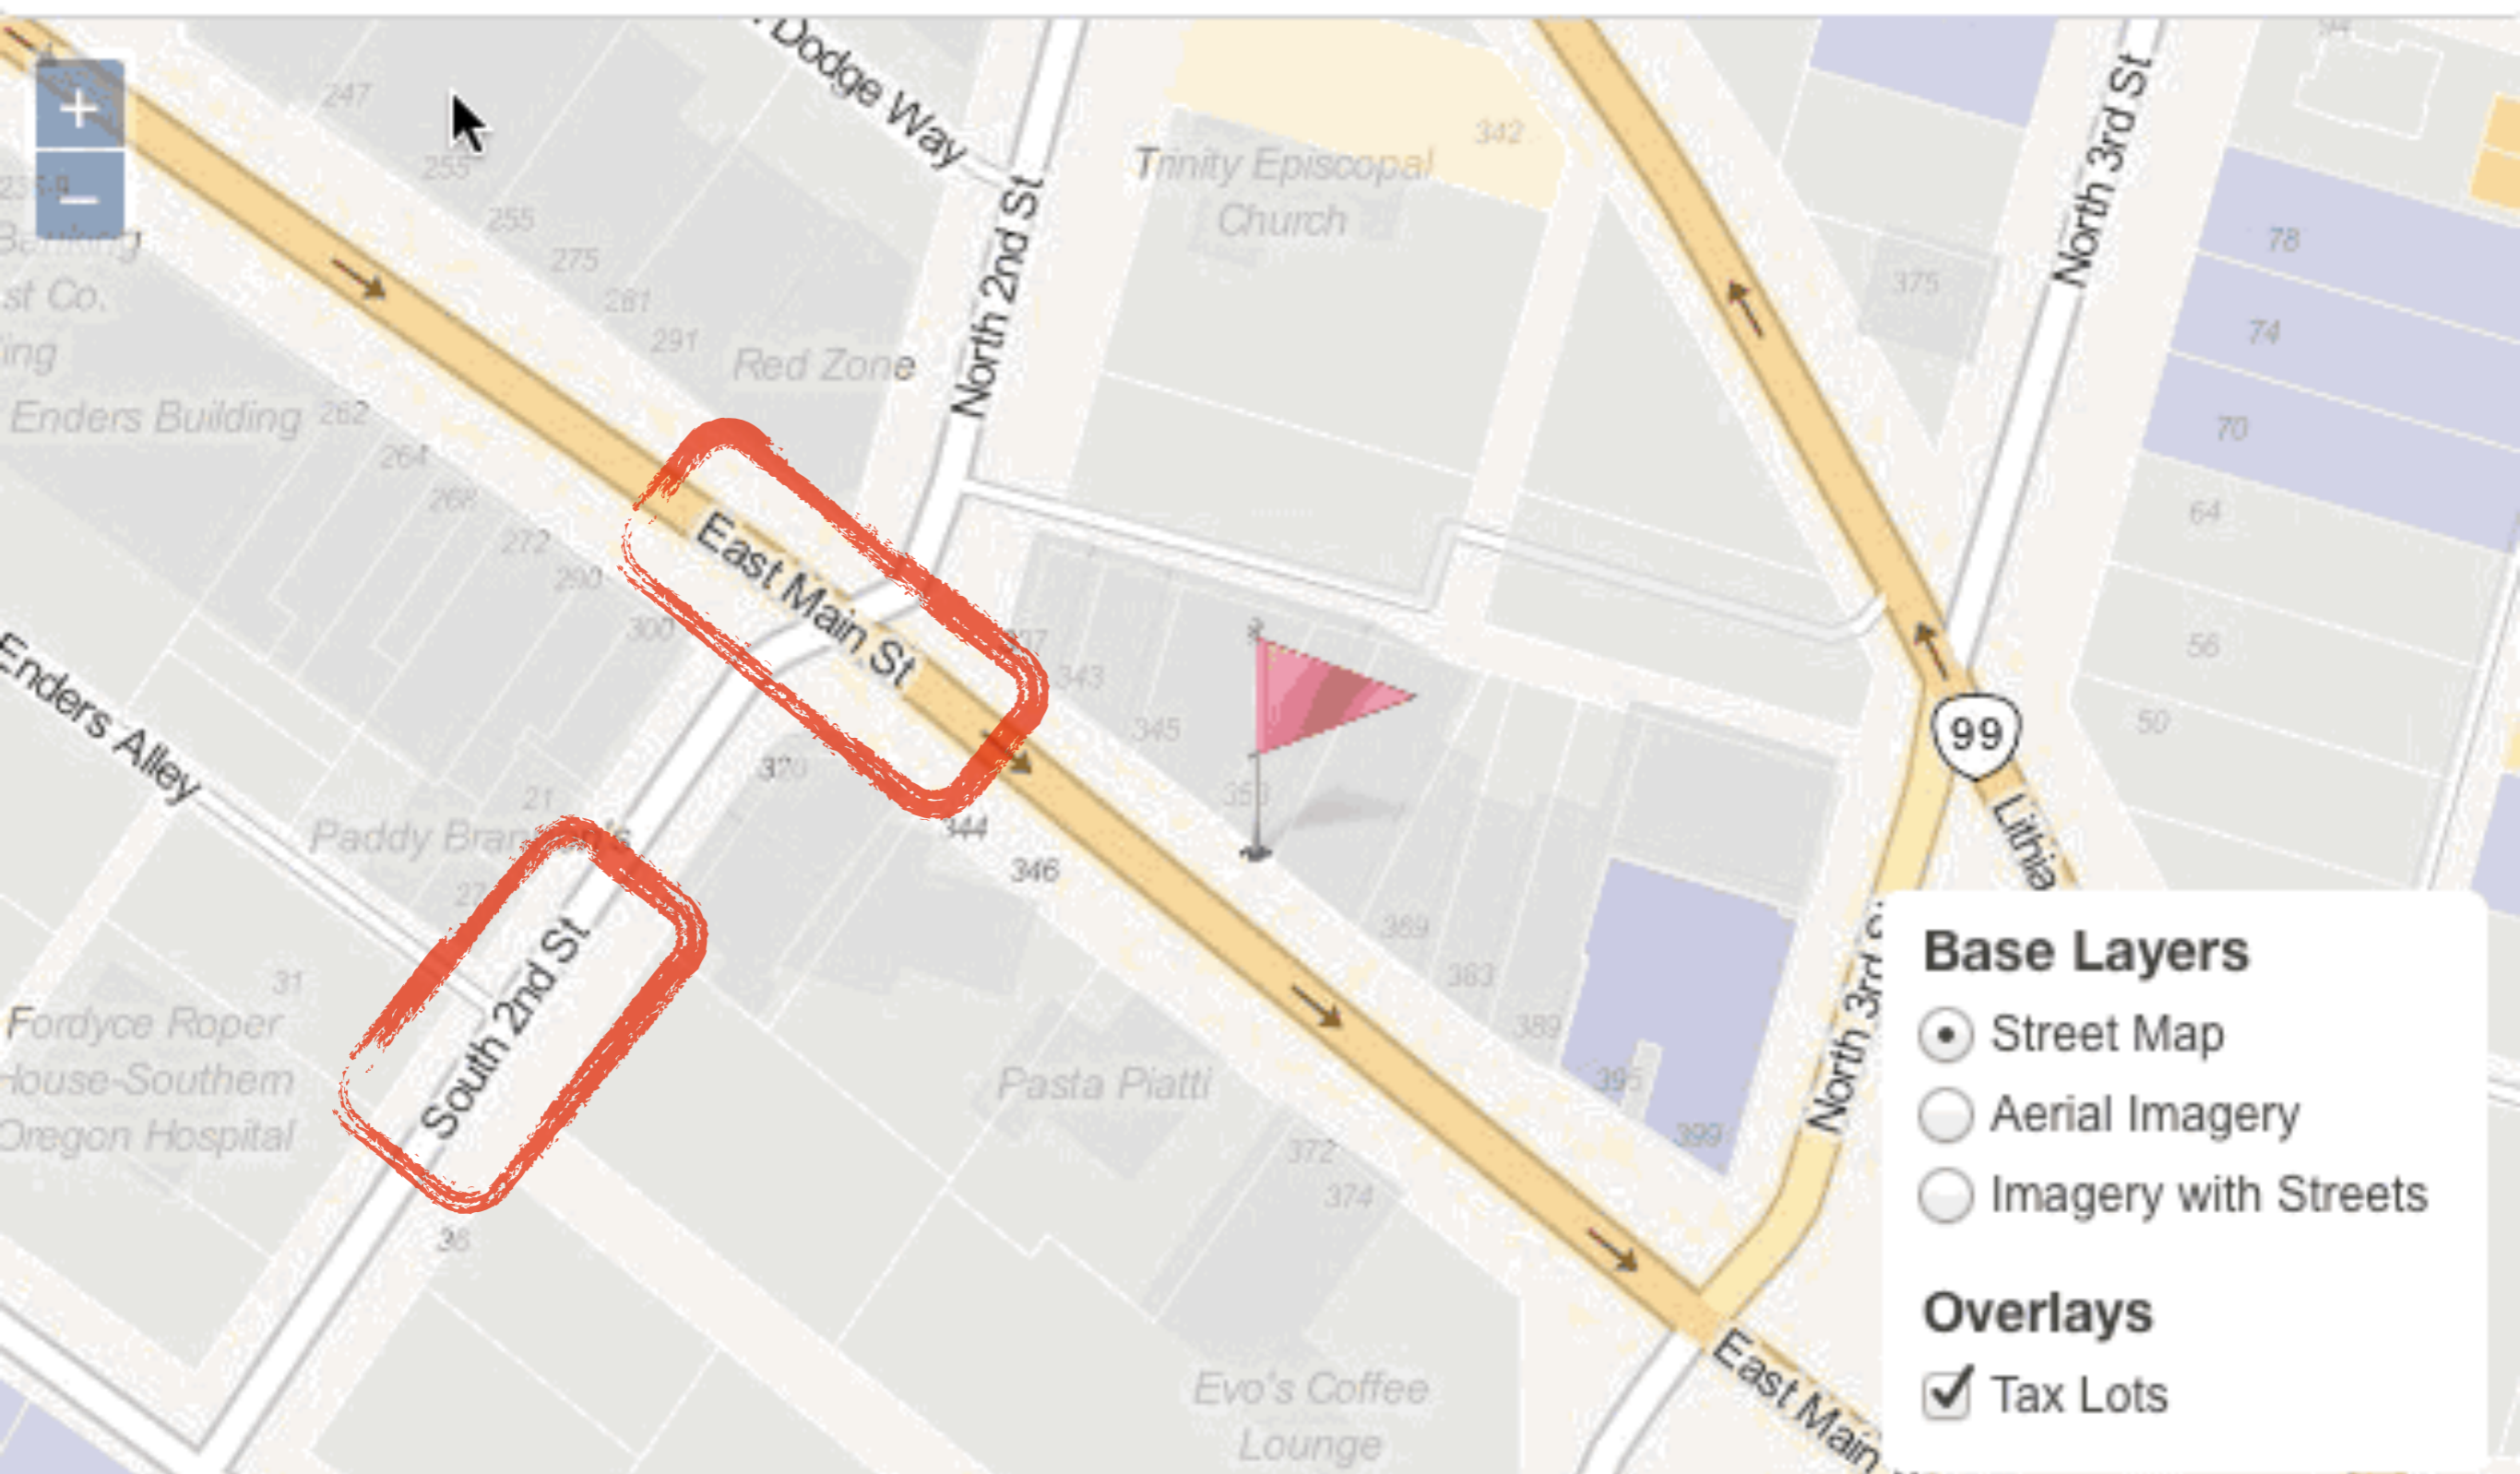 +
−
Dodge Way
North 2nd St
North 3rd St
247
255
255
275
281
291
342
Trinity Episcopal
Church
375
78
74
70
64
56
50
st Co.
Enders Building
262
264
268
272
290
300
Red Zone
East Main St
343
345
320
344
346
Enders Alley
21
27
31
Fordyce Roper
House-Southern
Oregon Hospital
South 2nd St
36
369
383
389
395
399
99
Lithia
Pasta Piatti
372
374
North 3rd S
Evo's Coffee
Lounge
East Main
Base Layers
Street Map
Aerial Imagery
Imagery with Streets
Overlays
Tax Lots